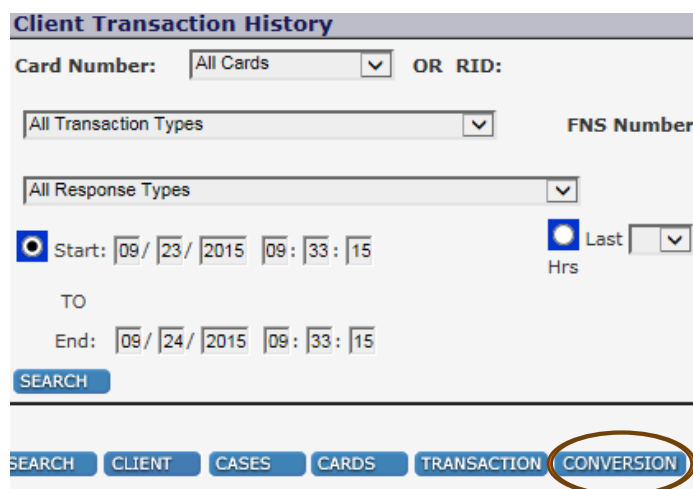 Client Transaction History
Card Number: All Cards OR RID:
All Transaction Types FNS Number
All Response Types
Start: 09/ 23/ 2015 09: 33: 15 Last
Hrs
TO
End: 09/ 24/ 2015 09: 33: 15
SEARCH
SEARCH CLIENT CASES CARDS TRANSACTION CONVERSION